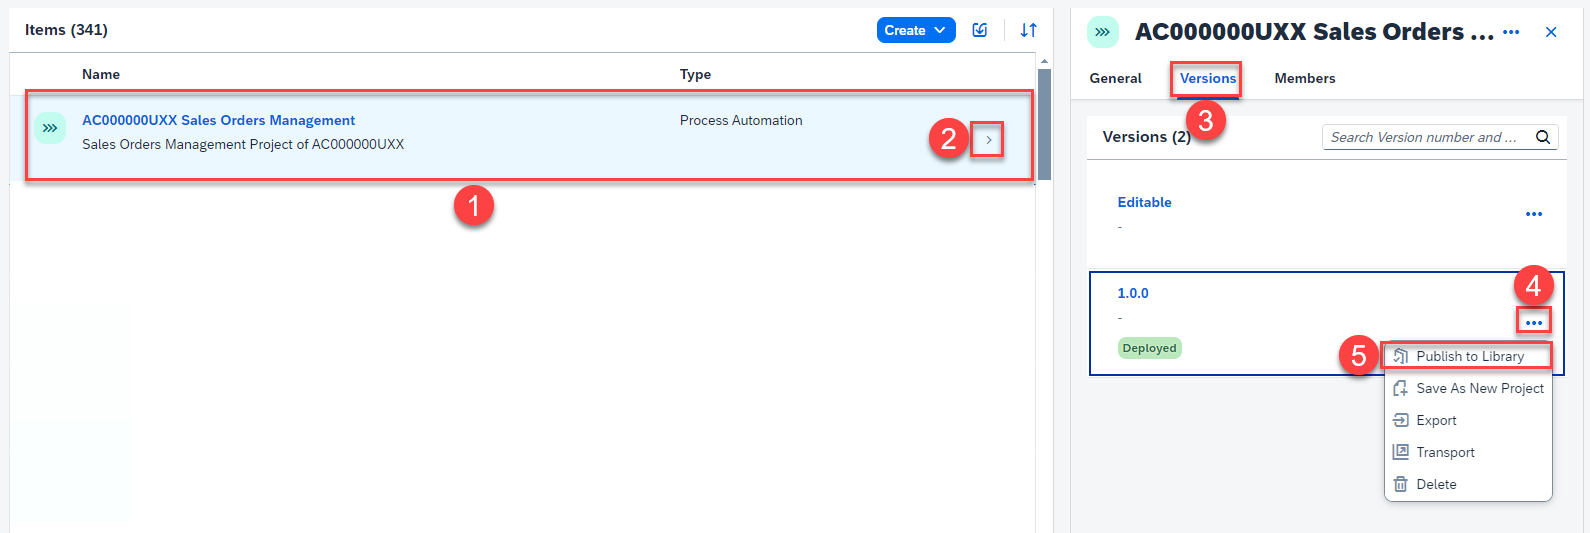 Items (341)
Create
Name
Type
AC000000UXX Sales Orders Management
Process Automation
Sales Orders Management Project of AC000000UXX
2
1
AC000000UXX Sales Orders ...
General
Versions
Members
3
Versions (2)
Search Version number and ...
Editable
-
1.0.0
-
4
Deployed
5
Publish to Library
Save As New Project
Export
Transport
Delete